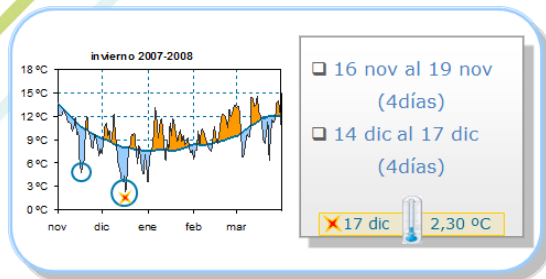 invierno 2007-2008
18 ºC
15 ºC
12 ºC
9 ºC
6 ºC
3 ºC
0 ºC
nov dic ene feb mar
❑ 16 nov al 19 nov
(4días)
❑ 14 dic al 17 dic
(4días)
17 dic 2,30 ºC